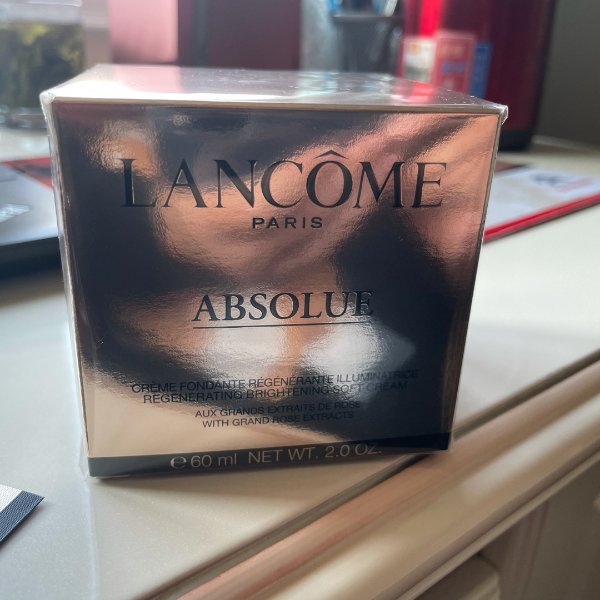 LANCÔME
PARIS
ABSOLUE
CRÈME FONDANTE RÉGÉNÉRANTE ILLUMINATRICE
REGENERATING BRIGHTENING SOFT CREAM
AUX GRANDS EXTRAITS DE ROSE
WITH GRAND ROSE EXTRACTS
℮ 60 ml NET WT. 2.0 OZ.